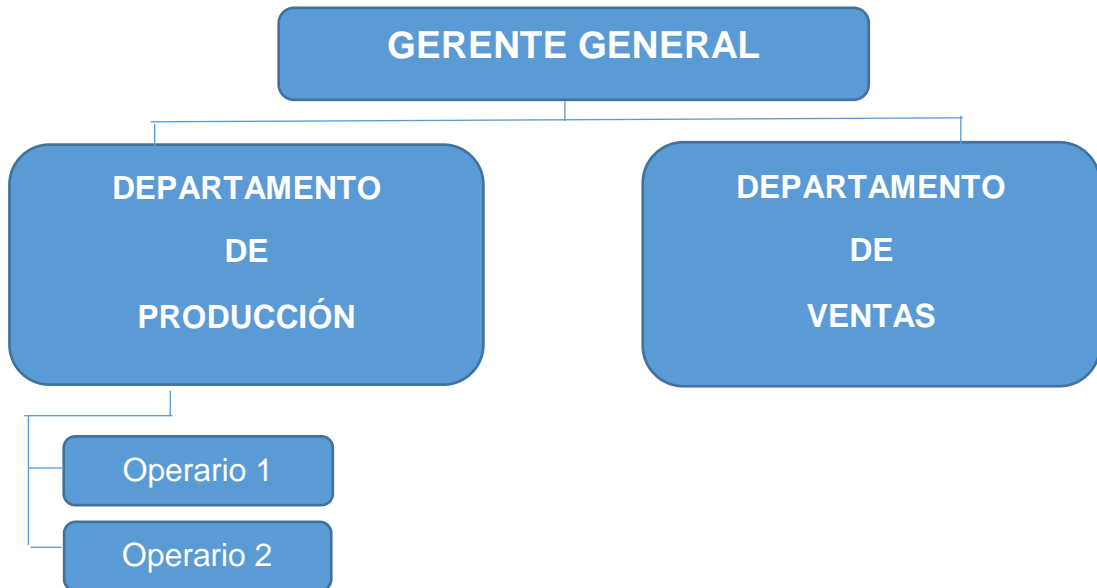 GERENTE GENERAL
DEPARTAMENTO
DE
PRODUCCIÓN
DEPARTAMENTO
DE
VENTAS
Operario 1
Operario 2